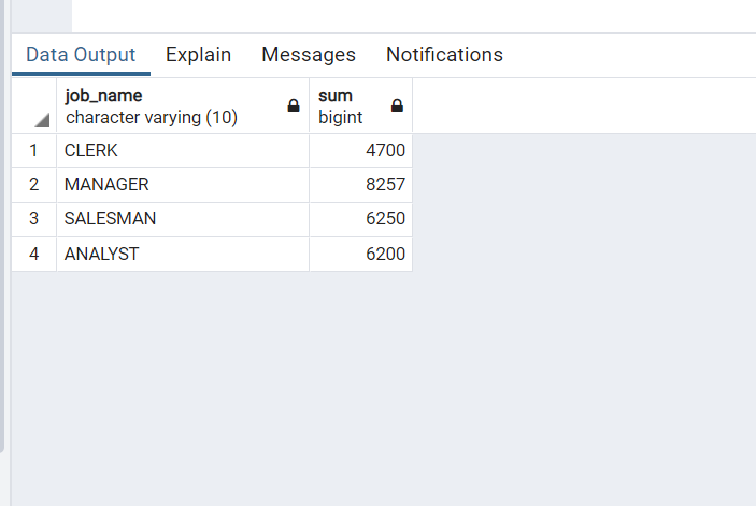 Data Output Explain Messages Notifications
job_name sum
character varying (10) bigint
1 CLERK 4700
2 MANAGER 8257
3 SALESMAN 6250
4 ANALYST 6200